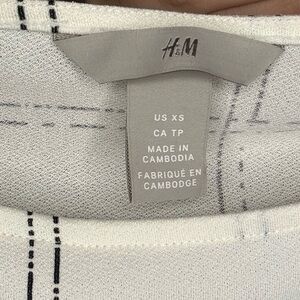 H&M
US XS
CA TP
MADE IN
CAMBODIA
FABRIQUÉ EN
CAMBODGE